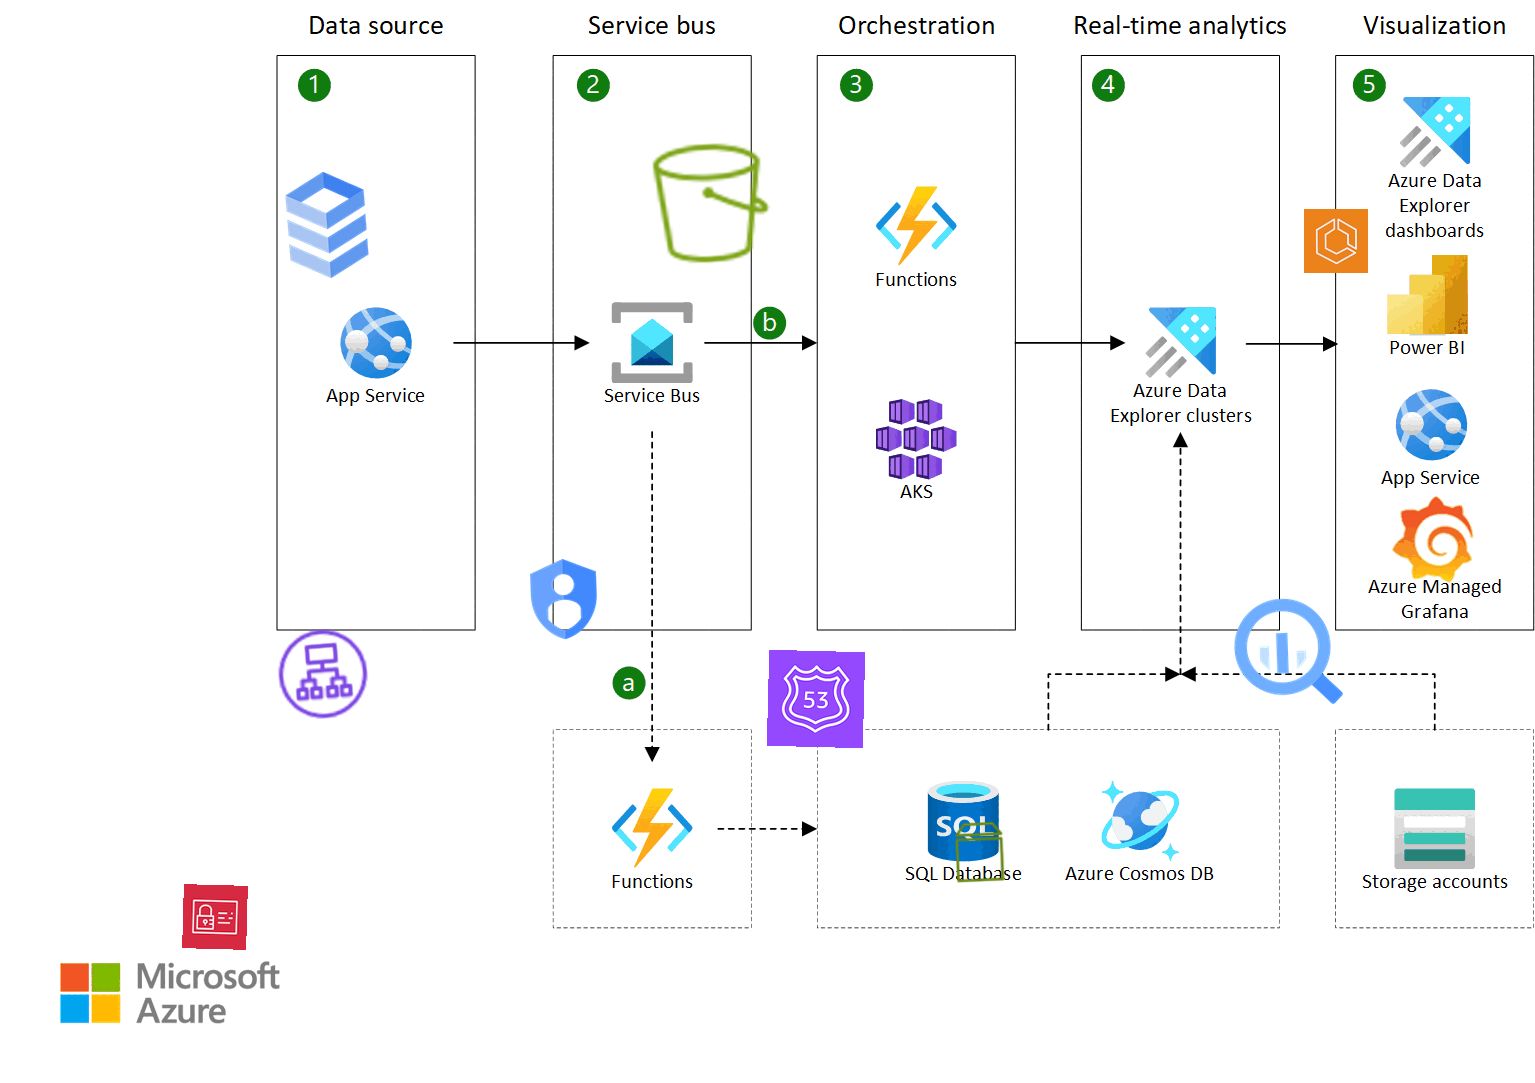 Data source
Service bus
Orchestration
Real-time analytics
Visualization
1
2
3
4
5
Azure Data
Explorer
dashboards
Functions
b
Power BI
App Service
Service Bus
Azure Data
Explorer clusters
AKS
App Service
Azure Managed
Grafana
a
53
SQL
Functions
SQL Database
Azure Cosmos DB
Storage accounts
Microsoft
Azure